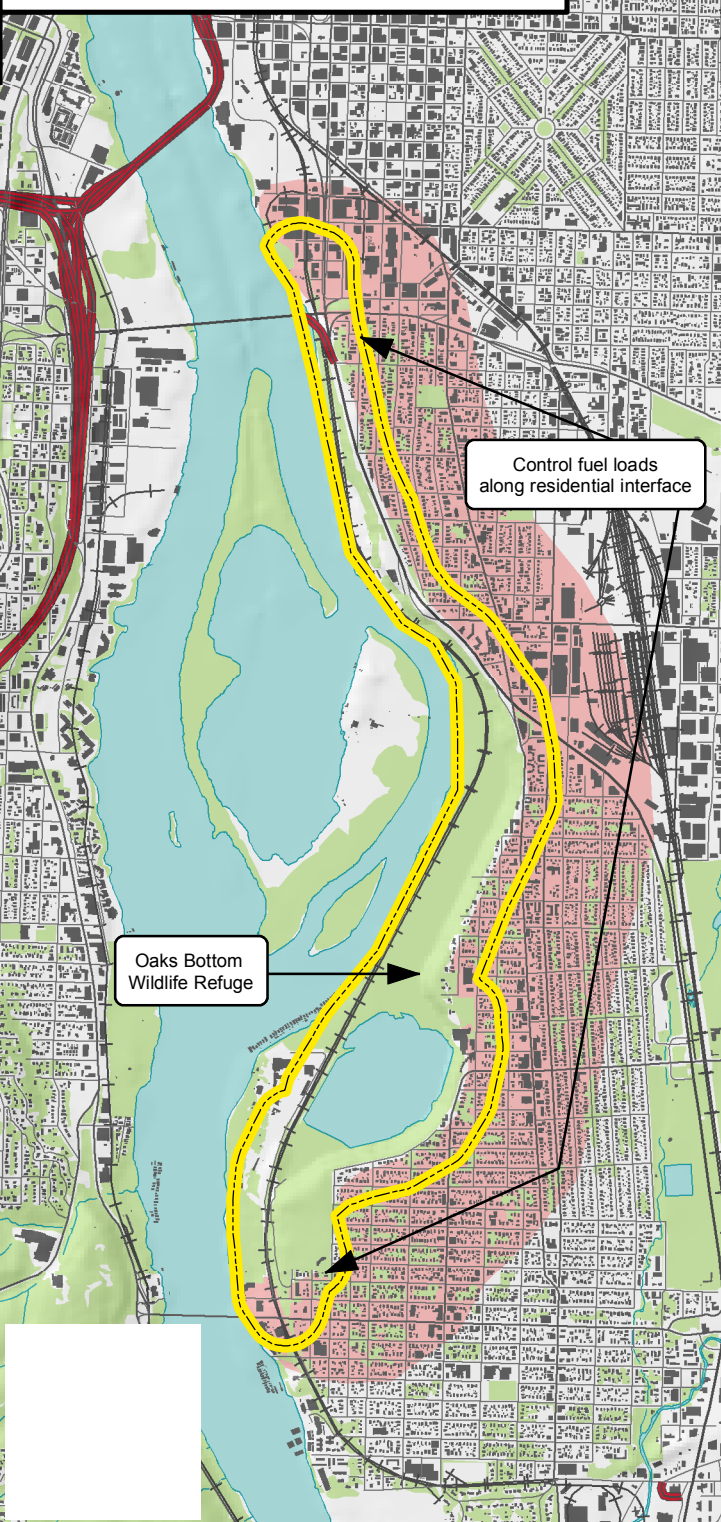 Control fuel loads
along residential interface
Oaks Bottom
Wildlife Refuge